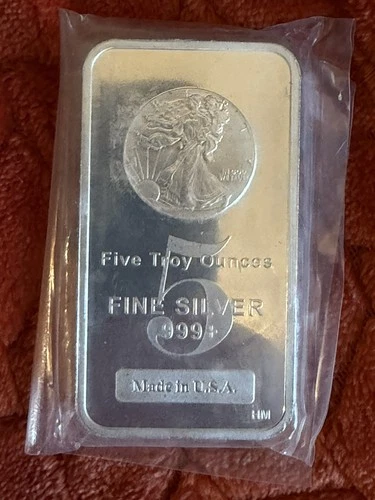 5
Five Troy Ounces
FINE SILVER
999+
Made in U.S.A.
HM